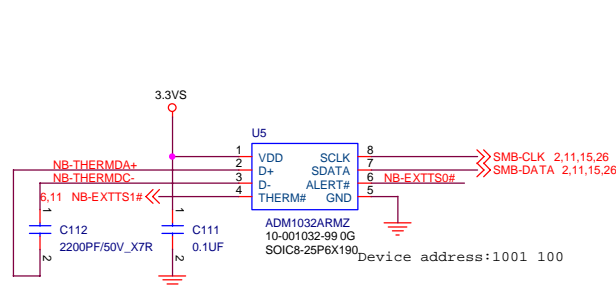 3.3VS
U5
1 VDD SCLK 8 SMB-CLK 2,11,15,26
NB-THERMDA+ 2 D+ SDATA 7 SMB-DATA 2,11,15,26
NB-THERMDC- 3 D- ALERT# 6 NB-EXTTS0#
6,11 NB-EXTTS1# 4 THERM# GND 5
1 1
C112 C111
2200PF/50V_X7R 0.1UF
2 2
ADM1032ARMZ
10-001032-99 0G
SOIC8-25P6X190
Device address:1001 100